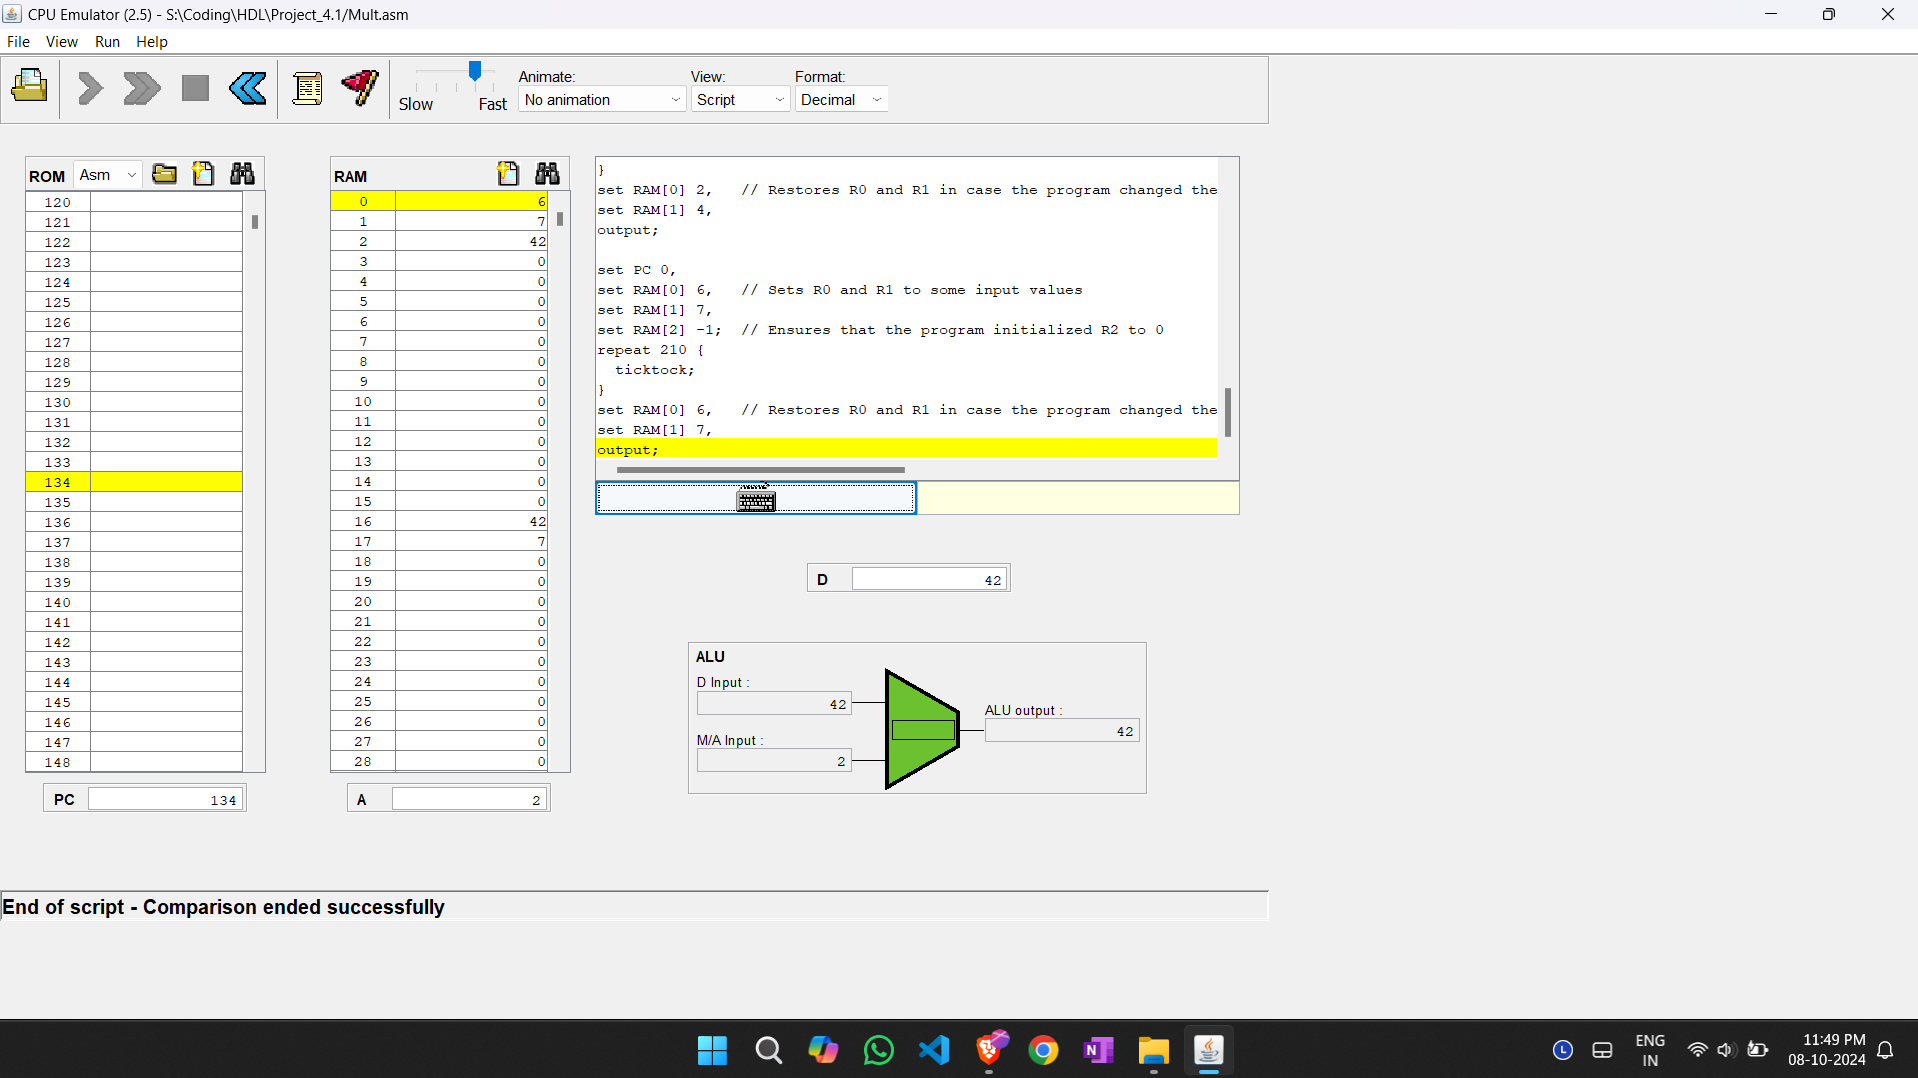 CPU Emulator (2.5) - S:\Coding\HDL\Project_4.1/Mult.asm
File View Run Help
Slow Fast
Animate:
No animation
View:
Script
Format:
Decimal
ROM Asm
120
121
122
123
124
125
126
127
128
129
130
131
132
133
134
135
136
137
138
139
140
141
142
143
144
145
146
147
148
PC 134
RAM
0 6
1 7
2 42
3 0
4 0
5 0
6 0
7 0
8 0
9 0
10 0
11 0
12 0
13 0
14 0
15 0
16 42
17 7
18 0
19 0
20 0
21 0
22 0
23 0
24 0
25 0
26 0
27 0
28 0
A 2
}
set RAM[0] 2,   // Restores R0 and R1 in case the program changed the
set RAM[1] 4,
output;
set PC 0,
set RAM[0] 6,   // Sets R0 and R1 to some input values
set RAM[1] 7,
set RAM[2] -1;  // Ensures that the program initialized R2 to 0
repeat 210 {
  ticktock;
}
set RAM[0] 6,   // Restores R0 and R1 in case the program changed the
set RAM[1] 7,
output;
D 42
ALU
D Input :
42
M/A Input :
2
ALU output :
42
End of script - Comparison ended successfully
N
L
ENG
IN
11:49 PM
08-10-2024